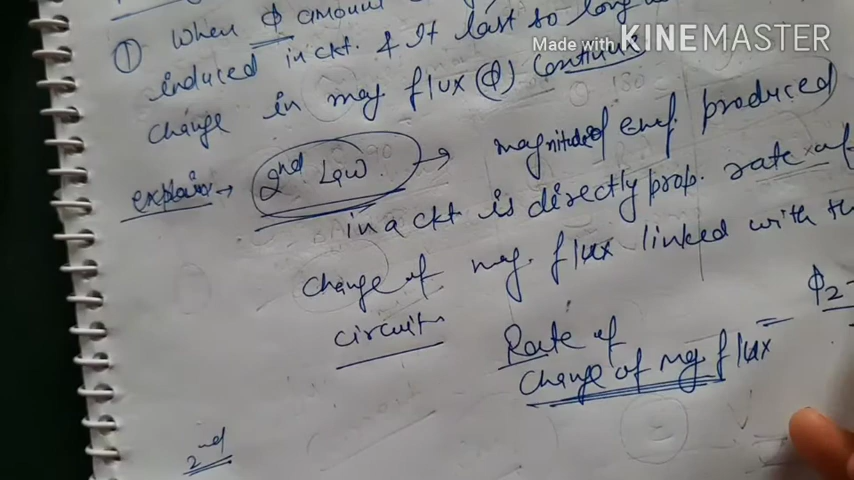 ① When ϕ amount
induced in ckt. & It last so long
Made with KINEMASTER
change in mag flux (ϕ) continue
explain → 2nd Law → magnitude of emf produced
in a ckt is directly prop. rate of
change of mag. flux linked with th
circuit
Rate of
change of mag. flux = ϕ2-
2nd